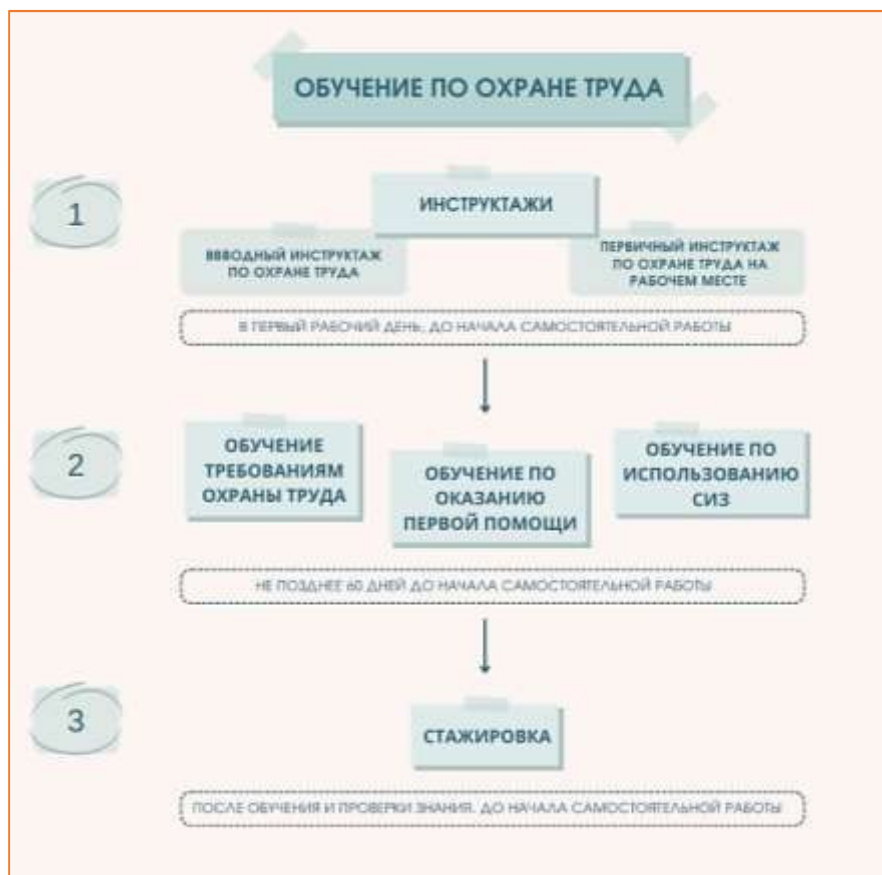 ОБУЧЕНИЕ ПО ОХРАНЕ ТРУДА
1
ИНСТРУКТАЖИ
ВВВОДНЫЙ ИНСТРУКТАЖ
ПО ОХРАНЕ ТРУДА
ПЕРВИЧНЫЙ ИНСТРУКТАЖ
ПО ОХРАНЕ ТРУДА НА
РАБОЧЕМ МЕСТЕ
В ПЕРВЫЙ РАБОЧИЙ ДЕНЬ, ДО НАЧАЛА САМОСТОЯТЕЛЬНОЙ РАБОТЫ
2
ОБУЧЕНИЕ
ТРЕБОВАНИЯМ
ОХРАНЫ ТРУДА
ОБУЧЕНИЕ ПО
ОКАЗАНИЮ
ПЕРВОЙ ПОМОЩИ
ОБУЧЕНИЕ ПО
ИСПОЛЬЗОВАНИЮ
СИЗ
НЕ ПОЗДНЕЕ 60 ДНЕЙ ДО НАЧАЛА САМОСТОЯТЕЛЬНОЙ РАБОТЫ
3
СТАЖИРОВКА
ПОСЛЕ ОБУЧЕНИЯ И ПРОВЕРКИ ЗНАНИЯ, ДО НАЧАЛА САМОСТОЯТЕЛЬНОЙ РАБОТЫ